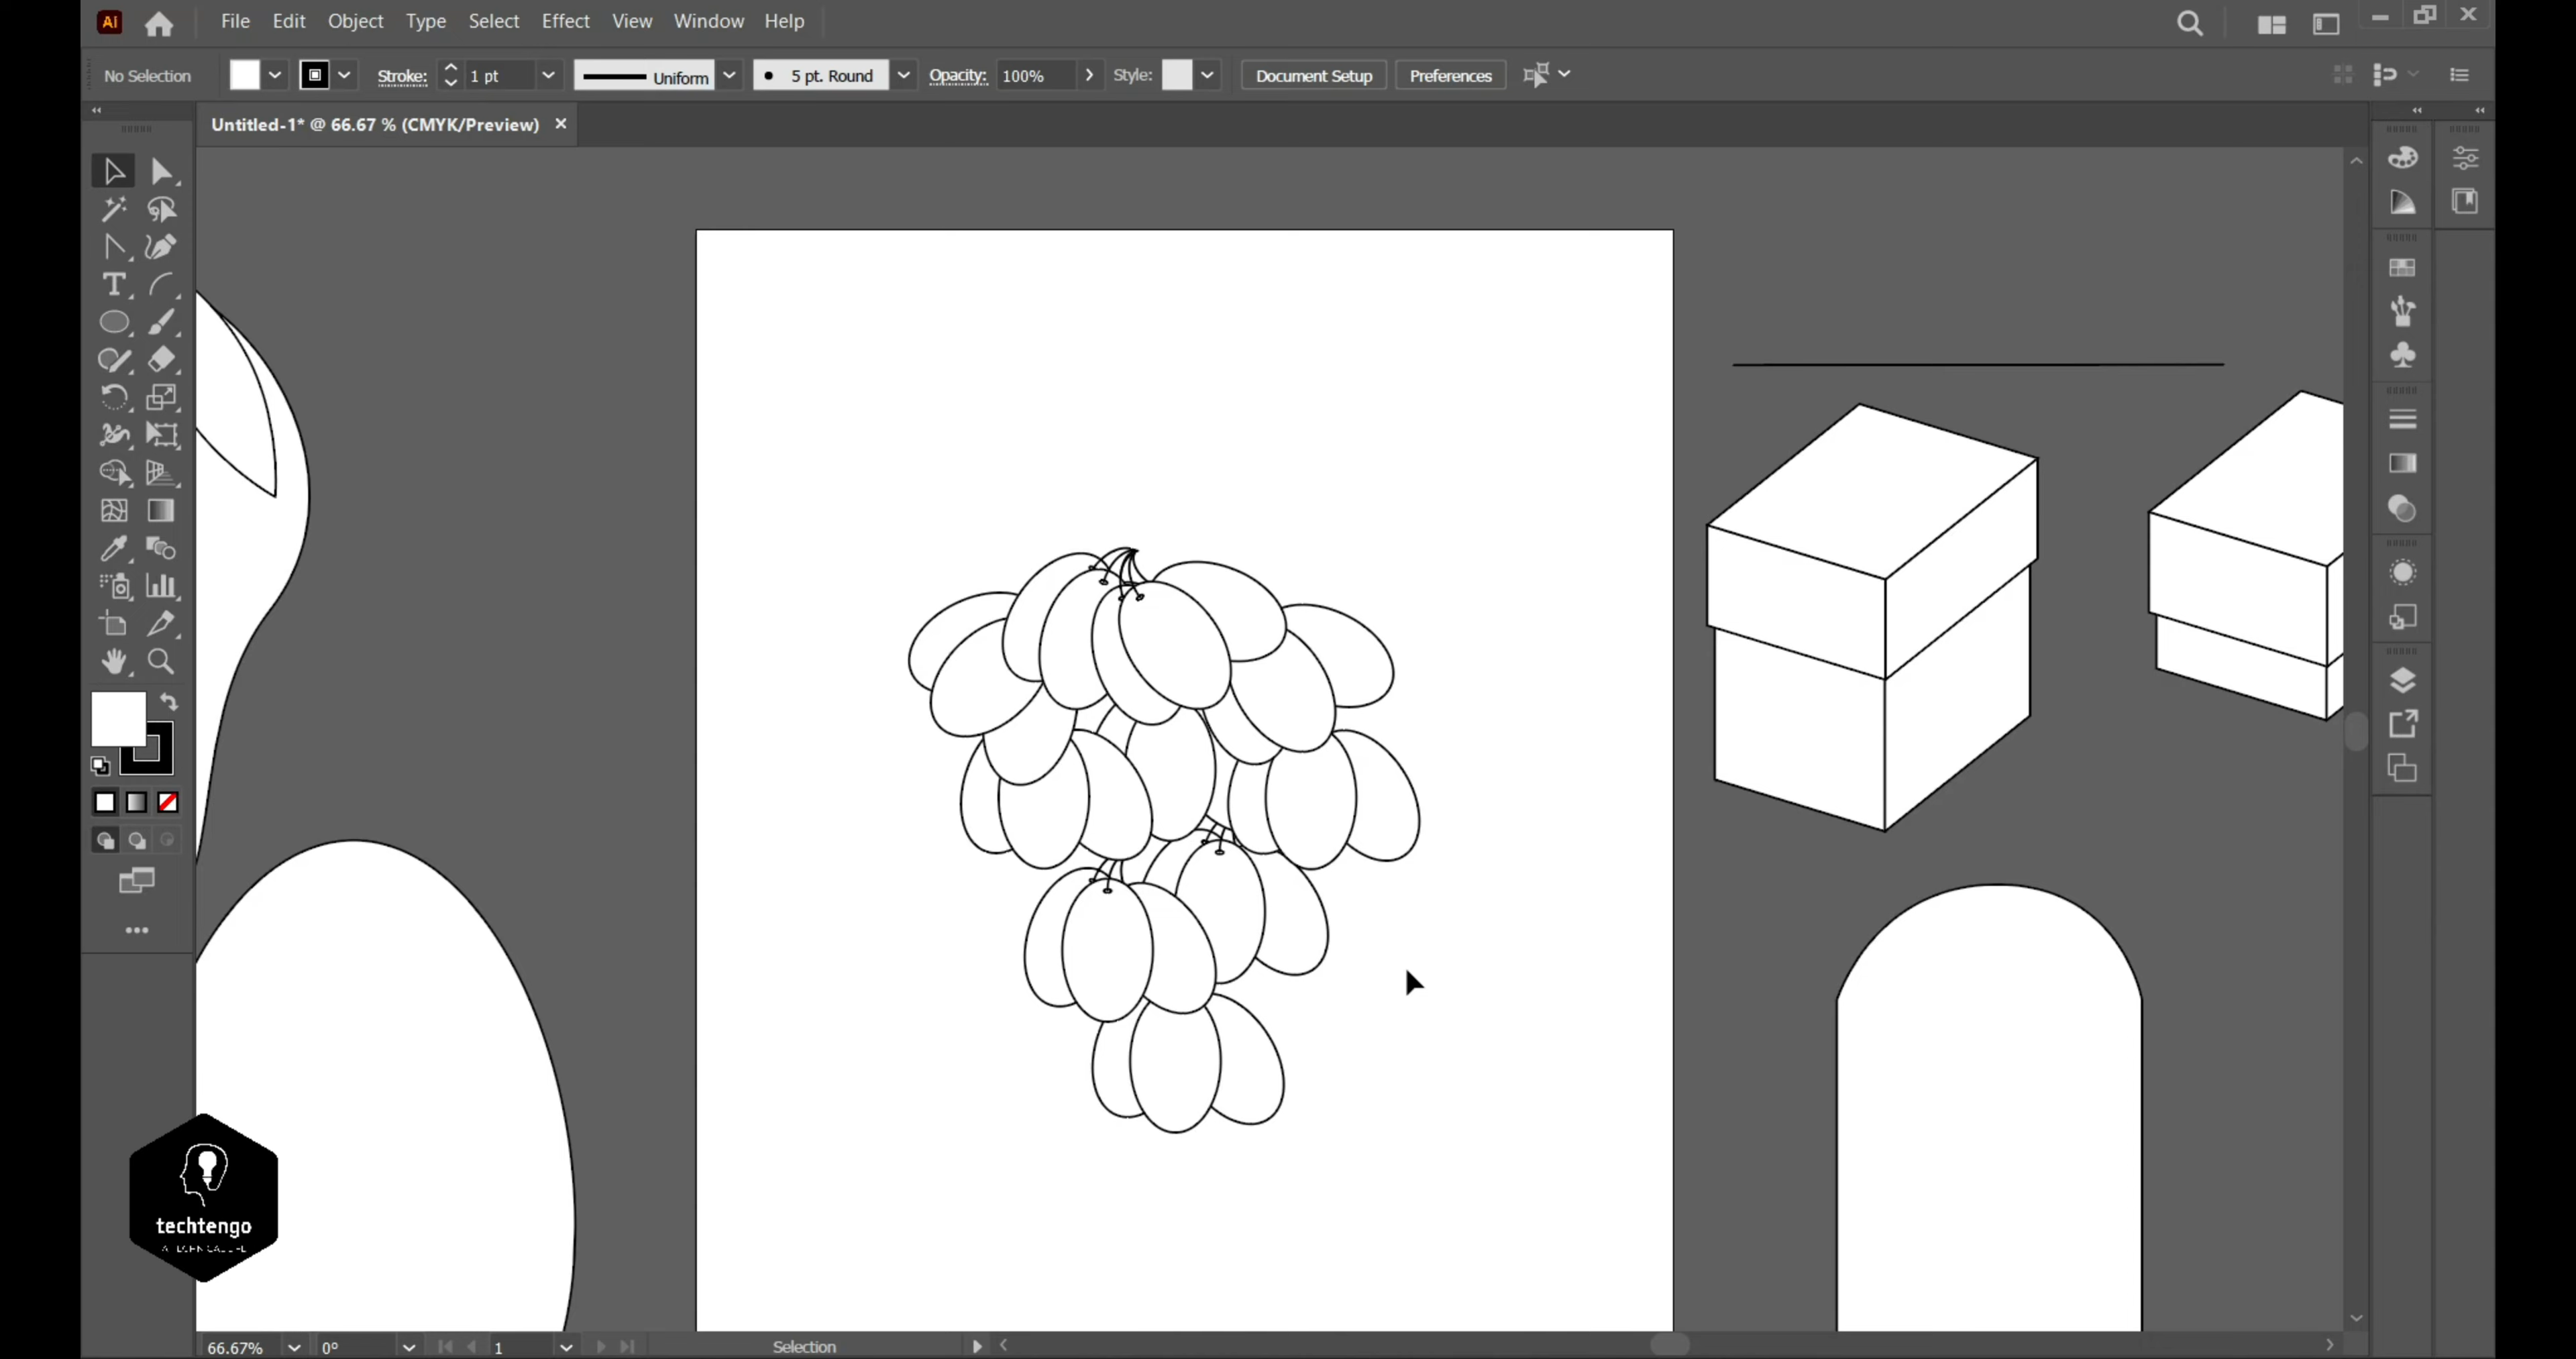 Ai File Edit Object Type Select Effect View Window Help
No Selection Stroke: 1 pt Uniform 5 pt. Round Opacity: 100% Style: Document Setup Preferences
Untitled-1* @ 66.67 % (CMYK/Preview)
techtengo
66.67% 0° 1 Selection